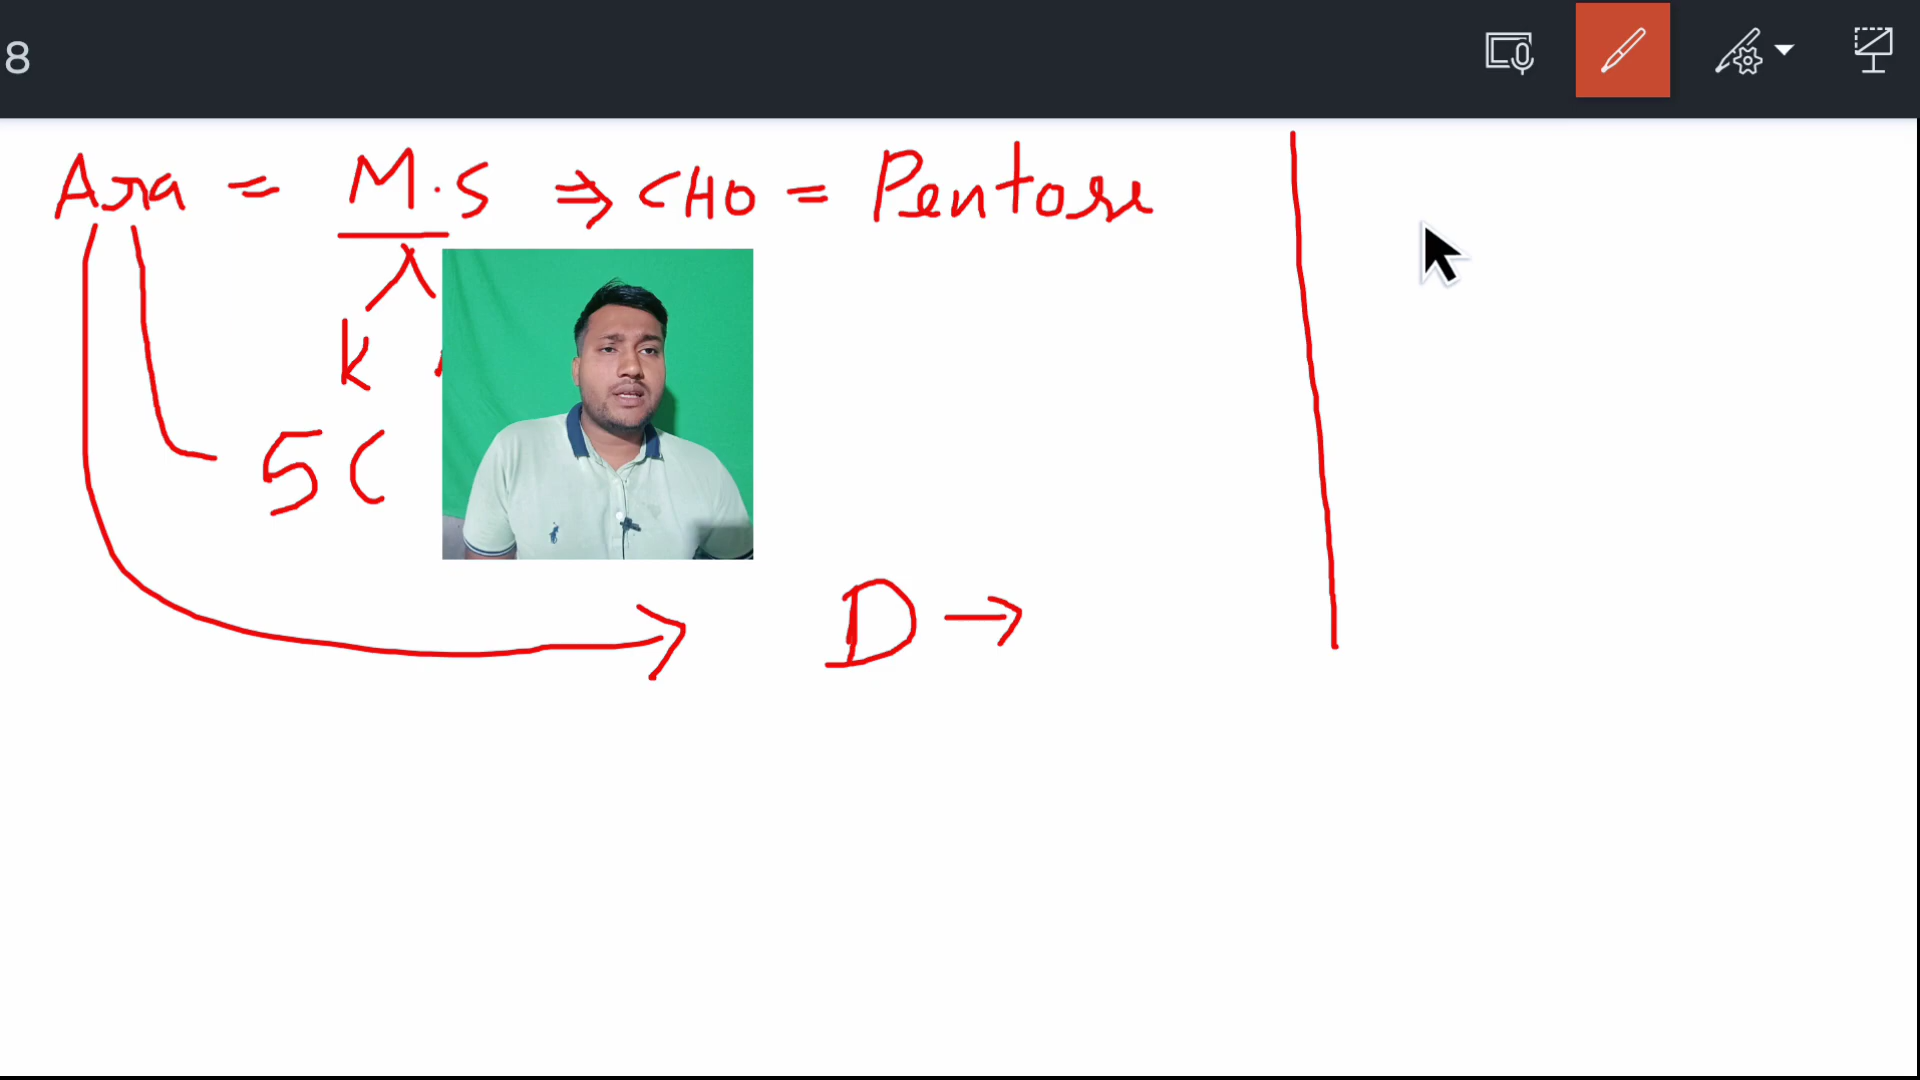 8
Ara = M.S ⇒ CHO = Pentose
K
5C
D →